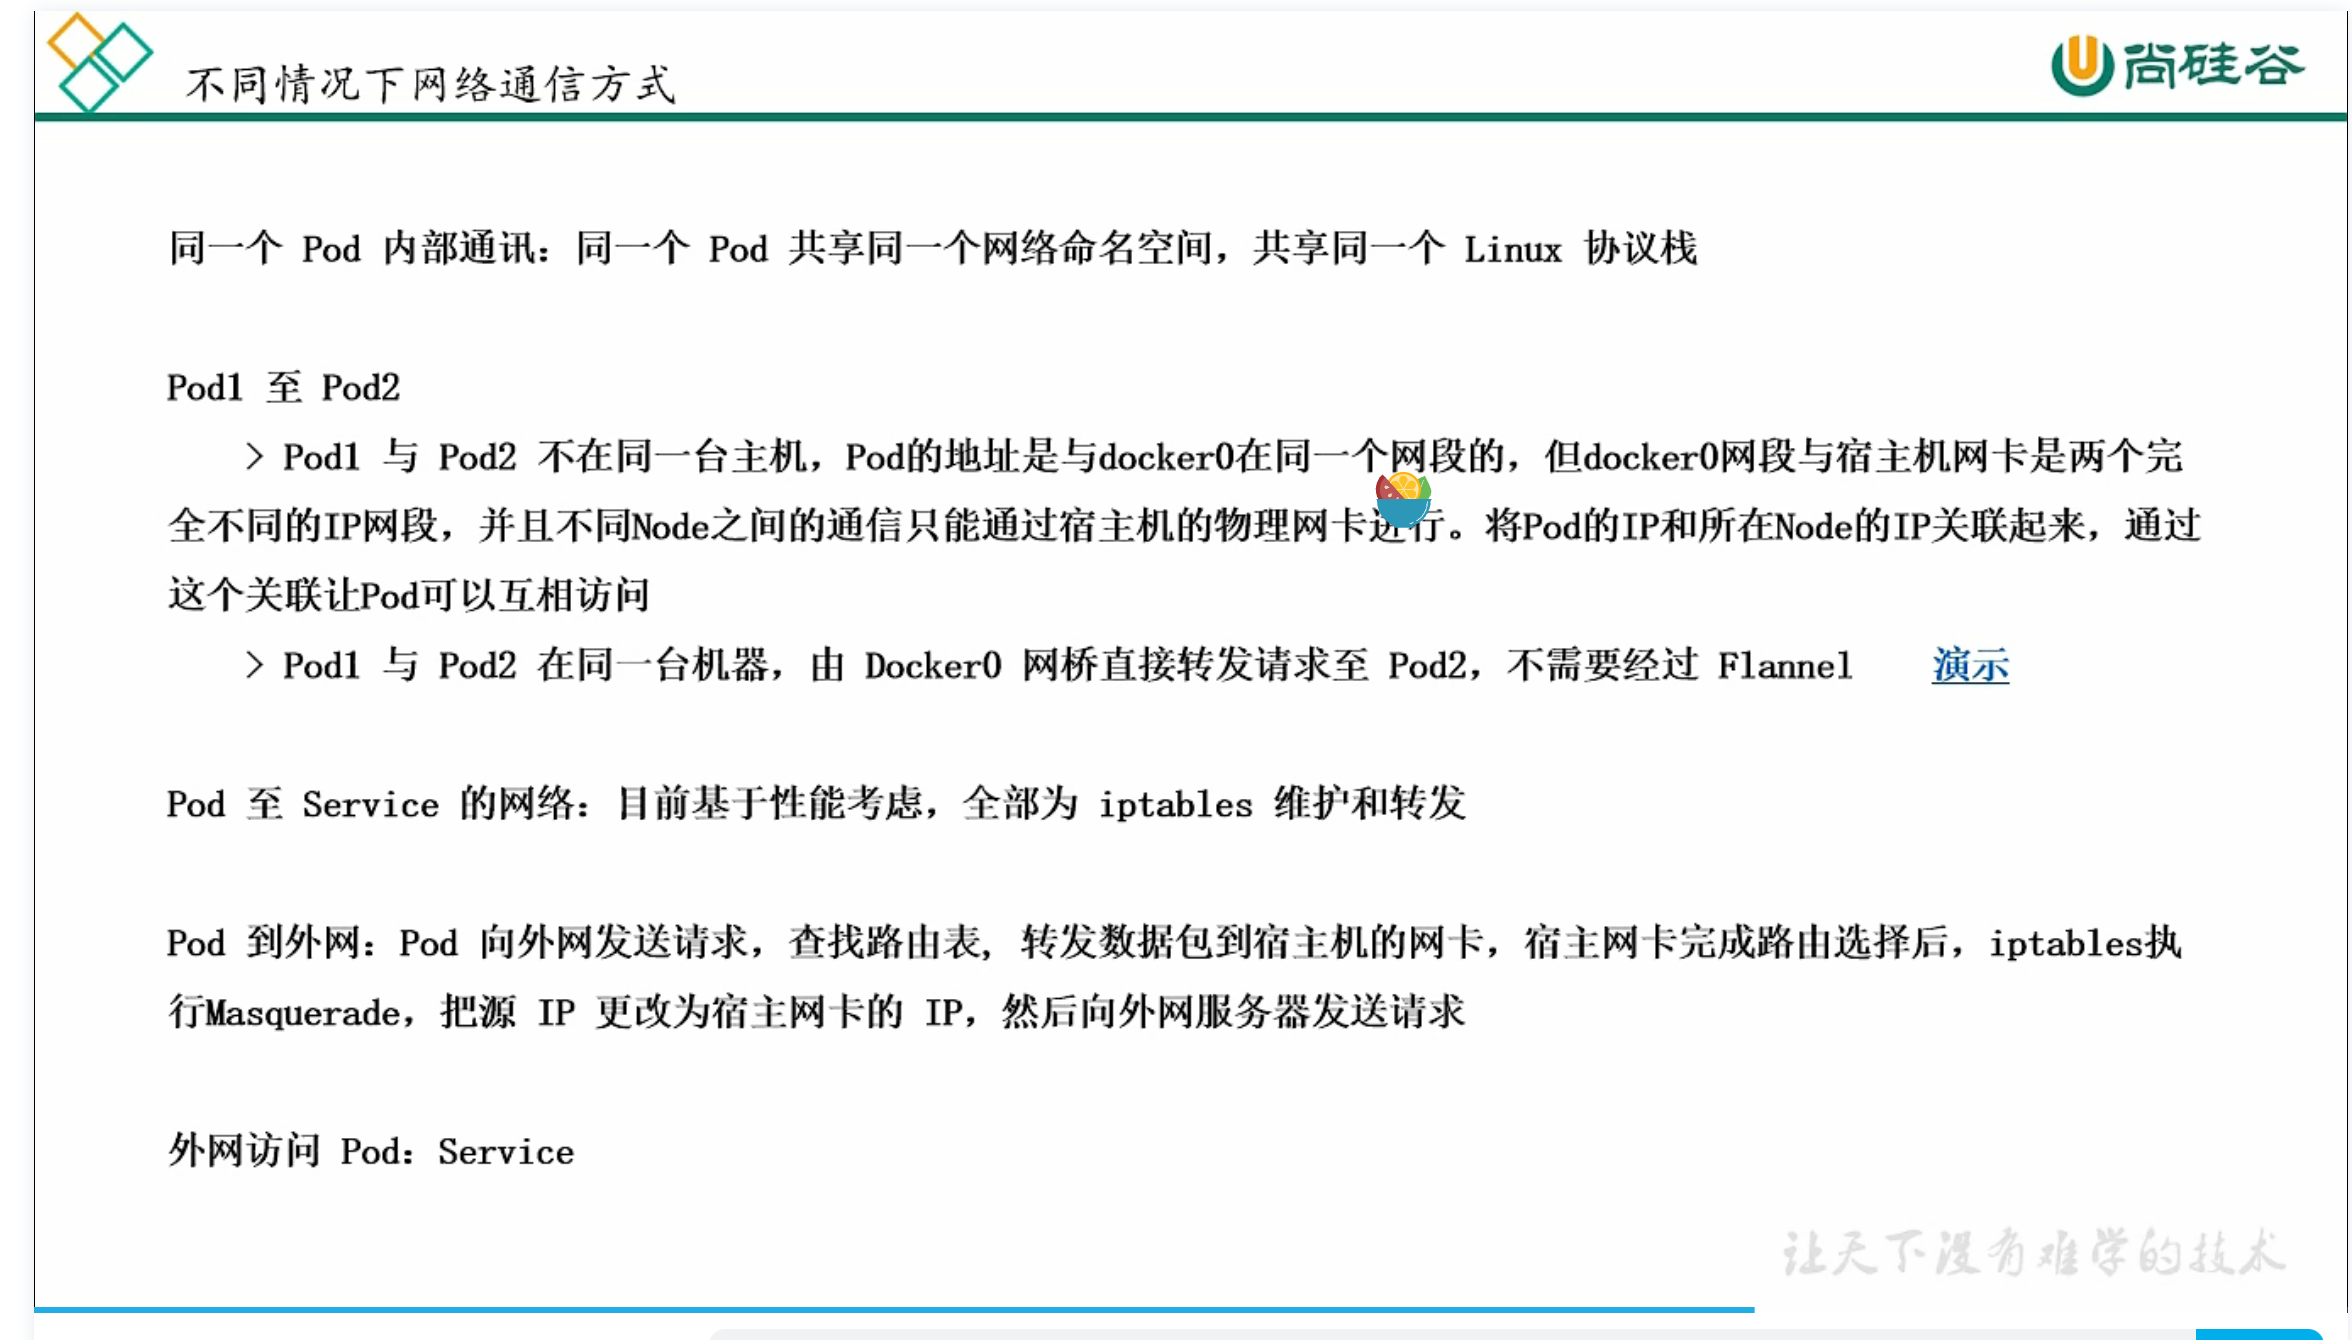 不同情况下网络通信方式
尚硅谷
同一个 Pod 内部通讯：同一个 Pod 共享同一个网络命名空间，共享同一个 Linux 协议栈
Pod1 至 Pod2
> Pod1 与 Pod2 不在同一台主机，Pod的地址是与docker0在同一个网段的，但docker0网段与宿主机网卡是两个完
全不同的IP网段，并且不同Node之间的通信只能通过宿主机的物理网卡进行。将Pod的IP和所在Node的IP关联起来，通过
这个关联让Pod可以互相访问
> Pod1 与 Pod2 在同一台机器，由 Docker0 网桥直接转发请求至 Pod2，不需要经过 Flannel 演示
Pod 至 Service 的网络：目前基于性能考虑，全部为 iptables 维护和转发
Pod 到外网：Pod 向外网发送请求，查找路由表, 转发数据包到宿主机的网卡，宿主网卡完成路由选择后，iptables执
行Masquerade，把源 IP 更改为宿主网卡的 IP，然后向外网服务器发送请求
外网访问 Pod：Service
让天下没有难学的技术